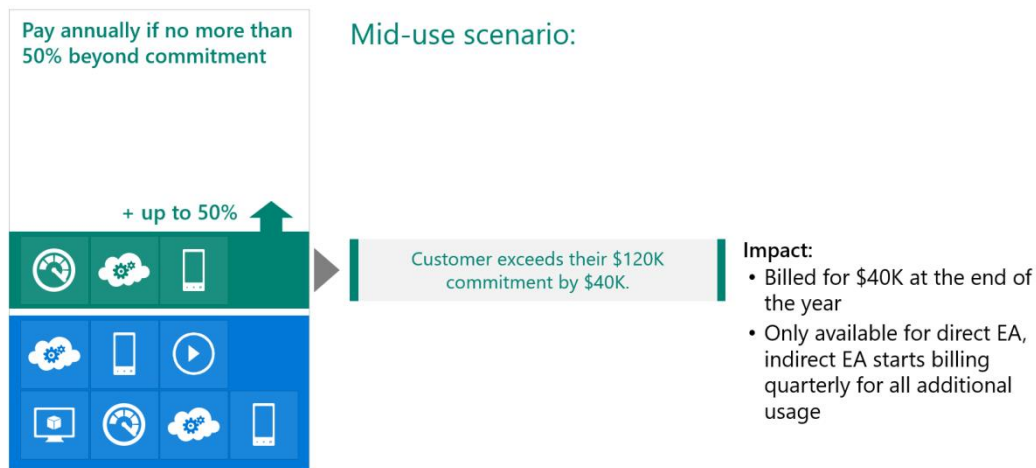 Pay annually if no more than
50% beyond commitment
Mid-use scenario:
+ up to 50%
Customer exceeds their $120K
commitment by $40K.
Impact:
• Billed for $40K at the end of
the year
• Only available for direct EA,
indirect EA starts billing
quarterly for all additional
usage